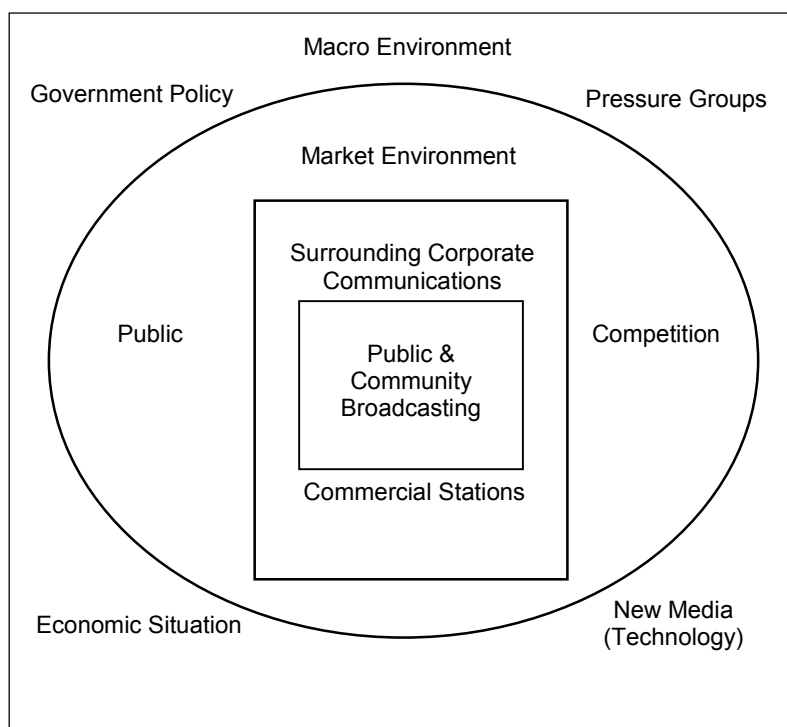 Macro Environment
Government Policy
Pressure Groups
Market Environment
Surrounding Corporate
Communications
Public
Competition
Public &
Community
Broadcasting
Commercial Stations
Economic Situation
New Media
(Technology)